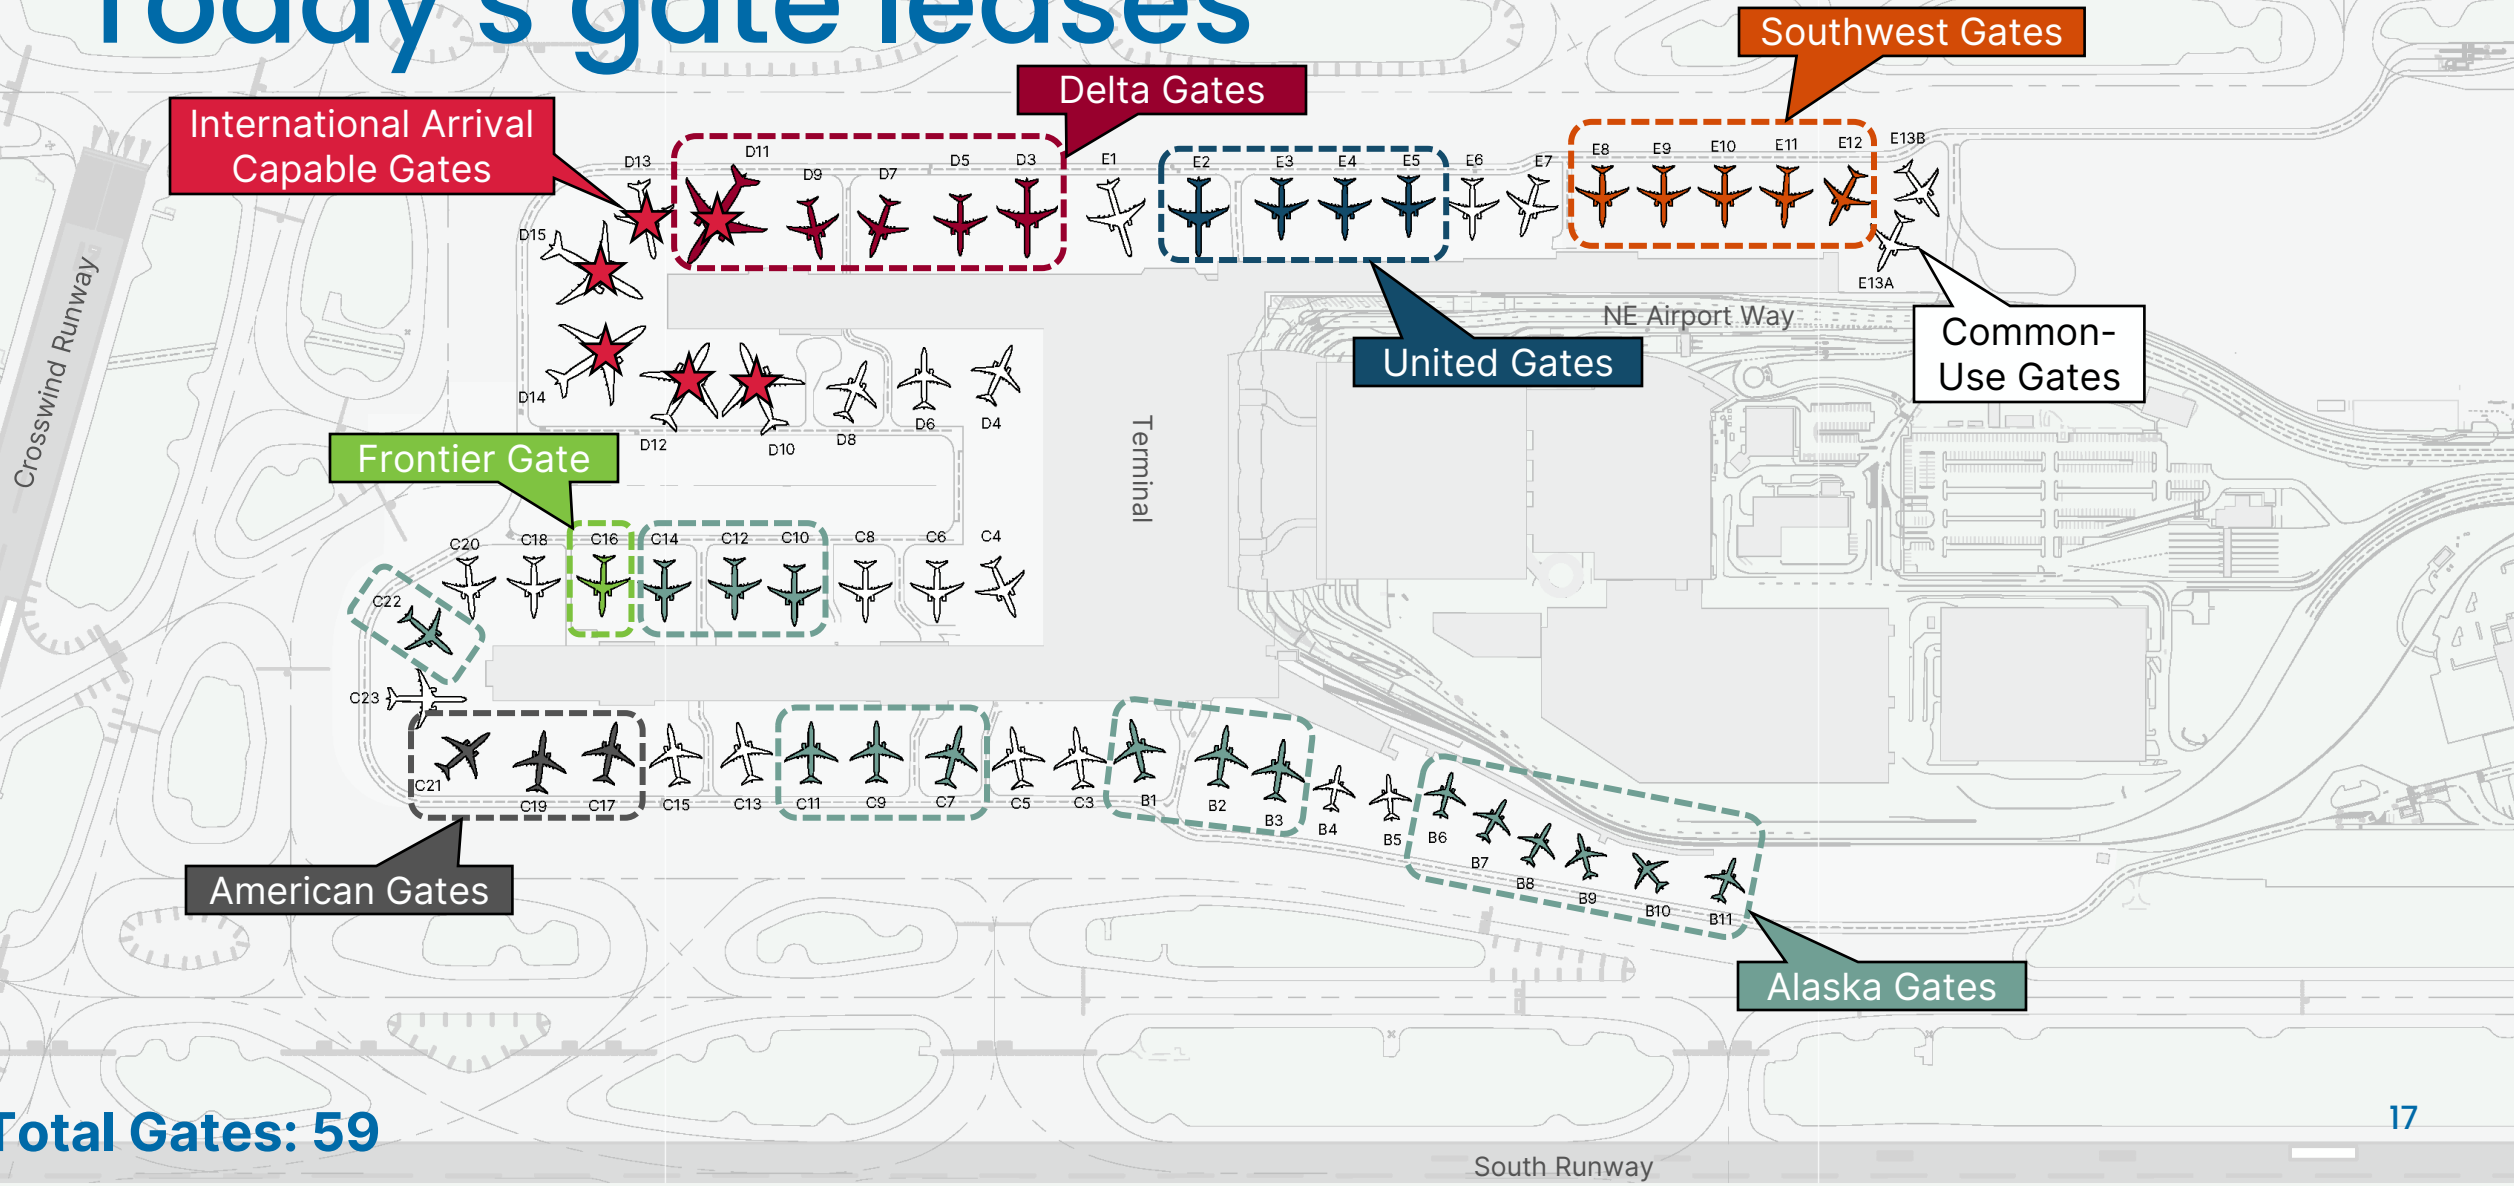 Today's gate leases
Southwest Gates
Delta Gates
International Arrival
Capable Gates
D13
D11
D9
D7
D5
D3
E1
E2
E3
E4
E5
E6
E7
E8
E9
E10
E11
E12
E13B
D15
E13A
NE Airport Way
Common-
Use Gates
United Gates
Crosswind Runway
D14
D12
D10
D8
D6
D4
Terminal
Frontier Gate
C20
C18
C16
C14
C12
C10
C8
C6
C4
C22
C23
C21
C19
C17
C15
C13
C11
C9
C7
C5
C3
B1
B2
B3
B4
B5
B6
B7
B8
B9
B10
B11
American Gates
Alaska Gates
Total Gates: 59
17
South Runway